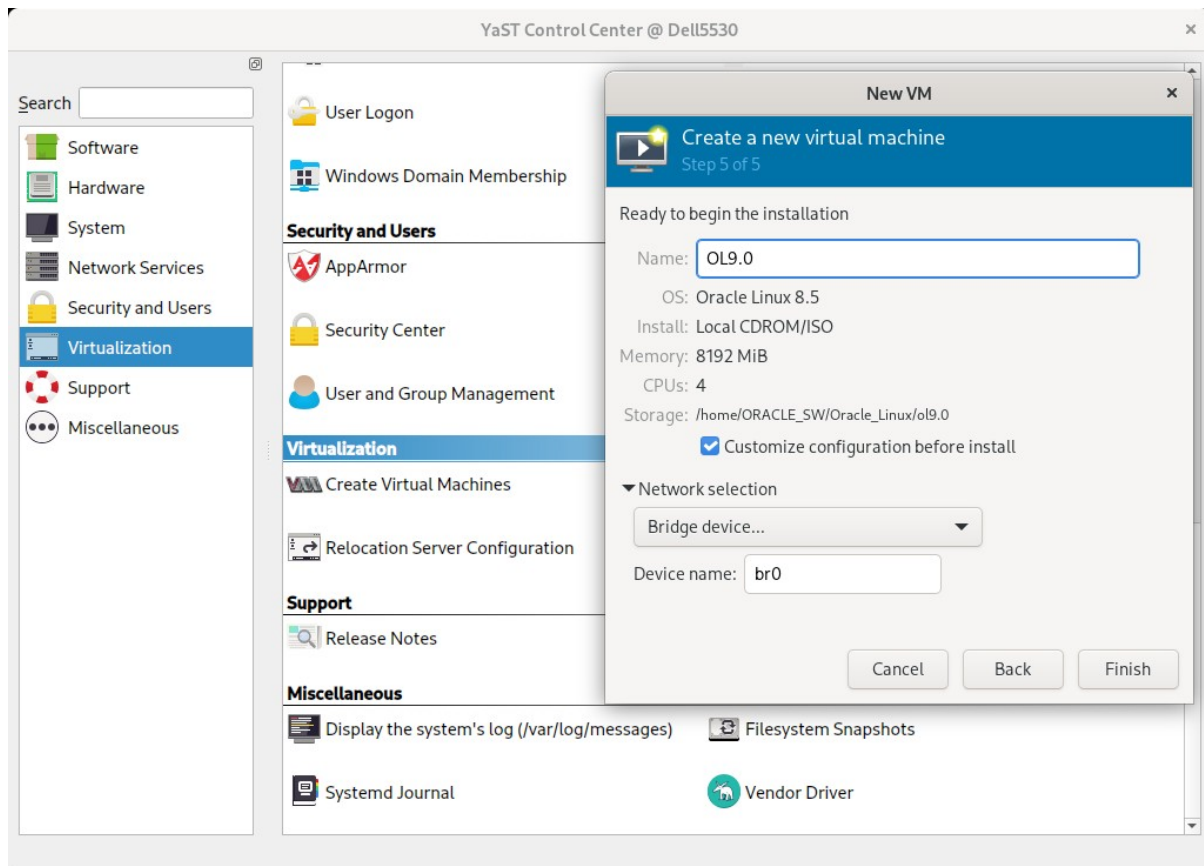 YaST Control Center @ Dell5530
Search
Software
Hardware
System
Network Services
Security and Users
Virtualization
Support
Miscellaneous
User Logon
Windows Domain Membership
Security and Users
AppArmor
Security Center
User and Group Management
Virtualization
Create Virtual Machines
Relocation Server Configuration
Support
Release Notes
Miscellaneous
Display the system's log (/var/log/messages)
Filesystem Snapshots
Systemd Journal
Vendor Driver
New VM
Create a new virtual machine
Step 5 of 5
Ready to begin the installation
Name: OL9.0
OS: Oracle Linux 8.5
Install: Local CDROM/ISO
Memory: 8192 MiB
CPUs: 4
Storage: /home/ORACLE_SW/Oracle_Linux/ol9.0
Customize configuration before install
Network selection
Bridge device...
Device name: br0
Cancel
Back
Finish